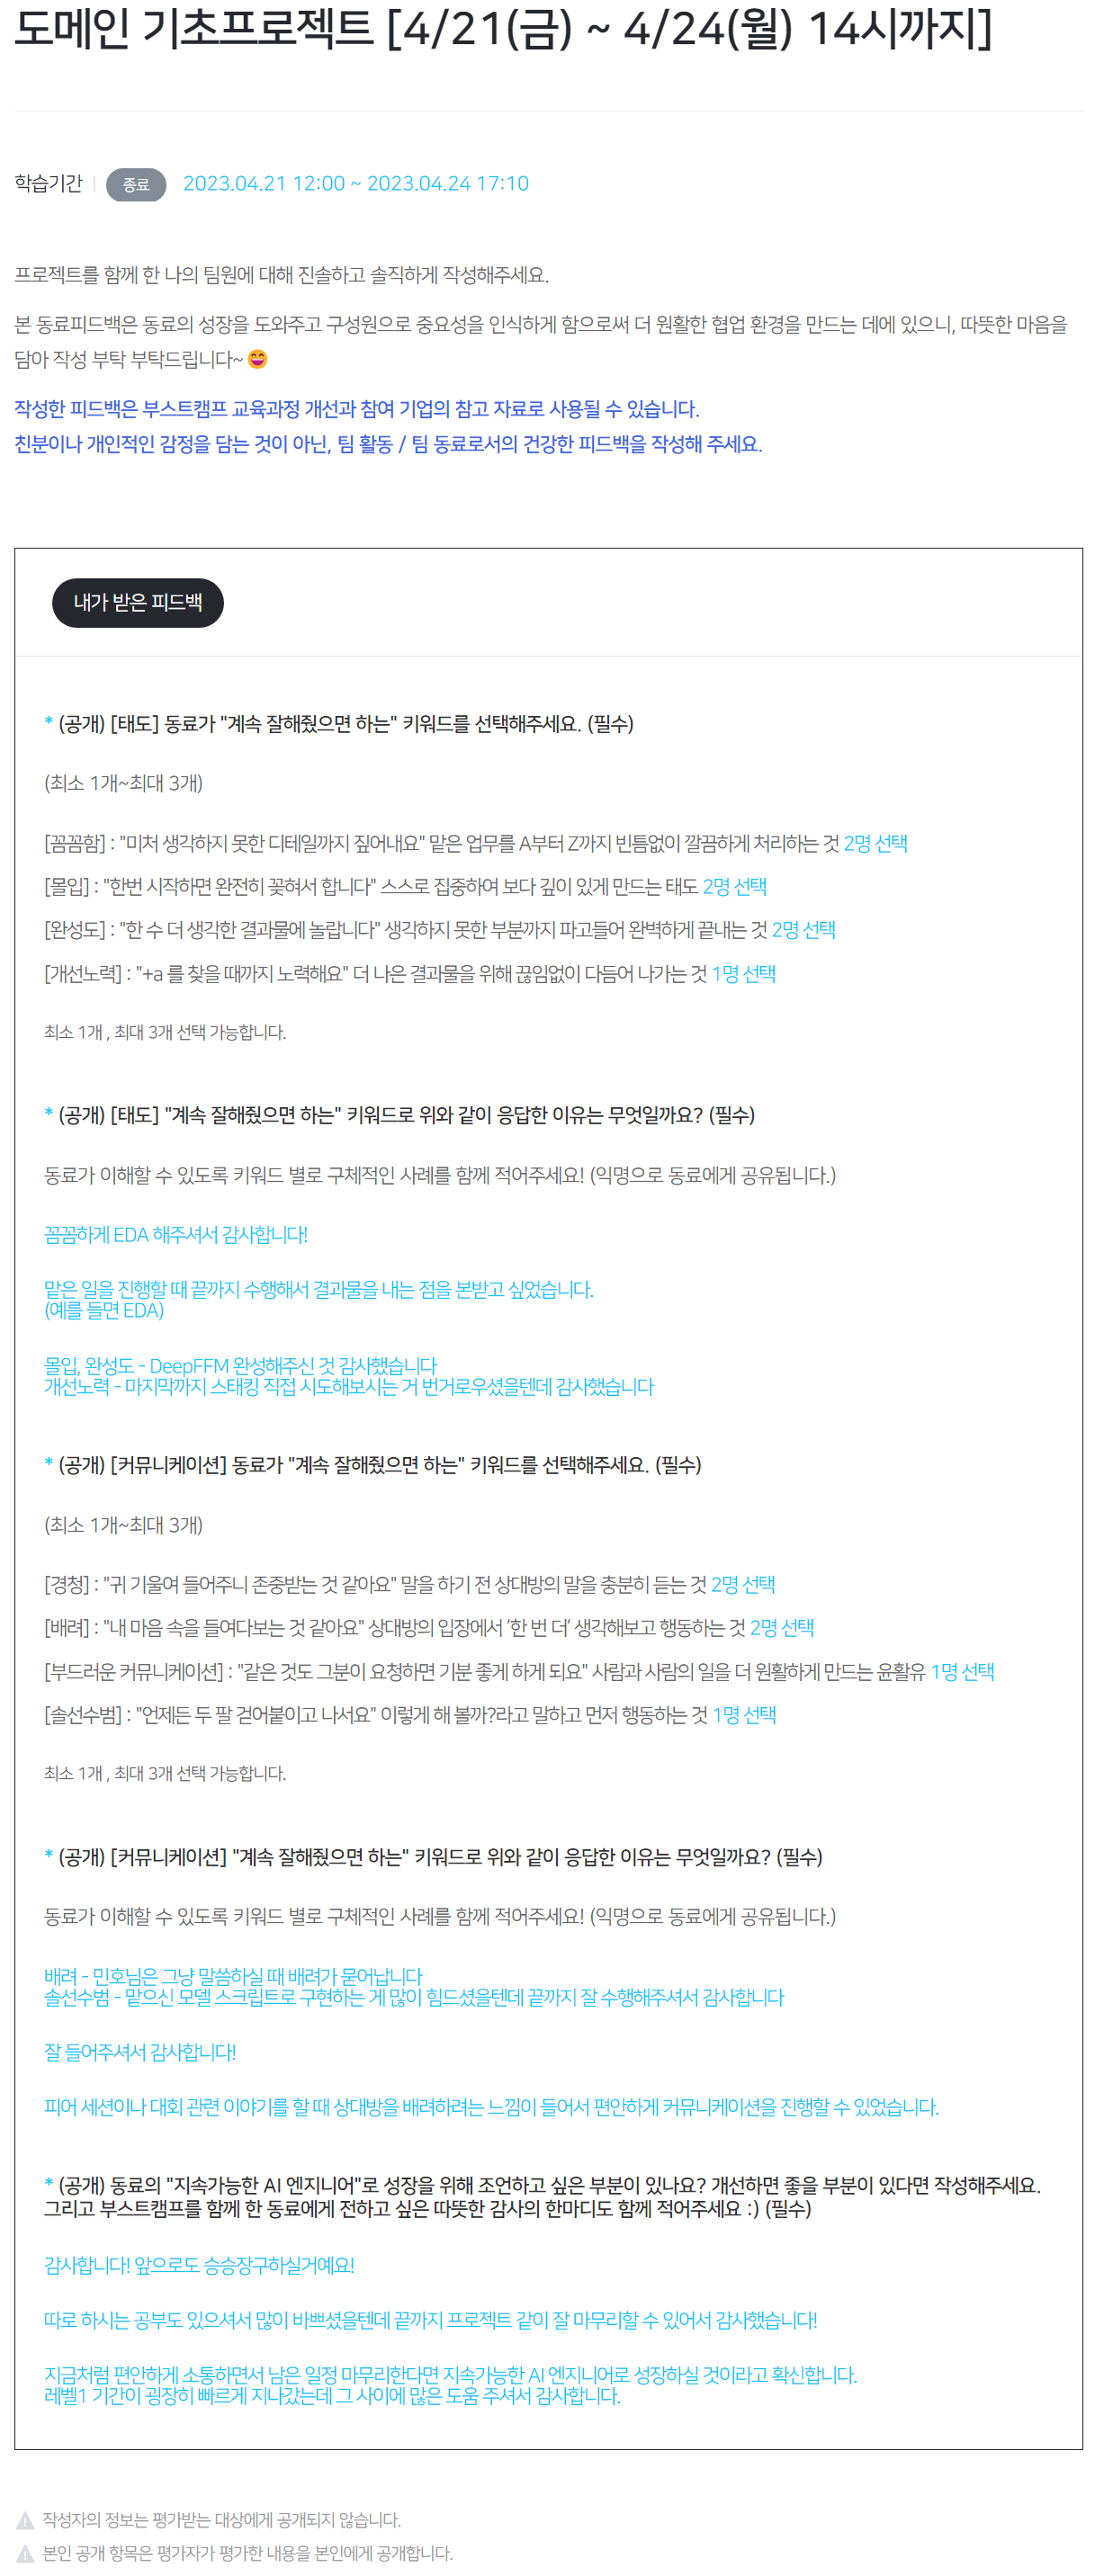 도메인 기초프로젝트 [4/21(금) ~ 4/24(월) 14시까지]
학습기간 종료 2023.04.21 12:00 ~ 2023.04.24 17:10
프로젝트를 함께 한 나의 팀원에 대해 진솔하고 솔직하게 작성해주세요.
본 동료피드백은 동료의 성장을 도와주고 구성원으로 중요성을 인식하게 함으로써 더 원활한 협업 환경을 만드는 데에 있으니, 따뜻한 마음을
담아 작성 부탁 부탁드립니다~ 😄
작성한 피드백은 부스트캠프 교육과정 개선과 참여 기업의 참고 자료로 사용될 수 있습니다.
친분이나 개인적인 감정을 담는 것이 아닌, 팀 활동 / 팀 동료로서의 건강한 피드백을 작성해 주세요.
내가 받은 피드백
* (공개) [태도] 동료가 "계속 잘해줬으면 하는" 키워드를 선택해주세요. (필수)
(최소 1개~최대 3개)
[꼼꼼함] : "미처 생각하지 못한 디테일까지 짚어내요" 맡은 업무를 A부터 Z까지 빈틈없이 깔끔하게 처리하는 것 2명 선택
[몰입] : "한번 시작하면 완전히 꽂혀서 합니다" 스스로 집중하여 보다 깊이 있게 만드는 태도 2명 선택
[완성도] : "한 수 더 생각한 결과물에 놀랍니다" 생각하지 못한 부분까지 파고들어 완벽하게 끝내는 것 2명 선택
[개선노력] : "+a 를 찾을 때까지 노력해요" 더 나은 결과물을 위해 끊임없이 다듬어 나가는 것 1명 선택
최소 1개 , 최대 3개 선택 가능합니다.
* (공개) [태도] "계속 잘해줬으면 하는" 키워드로 위와 같이 응답한 이유는 무엇일까요? (필수)
동료가 이해할 수 있도록 키워드 별로 구체적인 사례를 함께 적어주세요! (익명으로 동료에게 공유됩니다.)
꼼꼼하게 EDA 해주셔서 감사합니다!
맡은 일을 진행할 때 끝까지 수행해서 결과물을 내는 점을 본받고 싶었습니다.
(예를 들면 EDA)
몰입, 완성도 - DeepFFM 완성해주신 것 감사했습니다
개선노력 - 마지막까지 스태킹 직접 시도해보시는 거 번거로우셨을텐데 감사했습니다
* (공개) [커뮤니케이션] 동료가 "계속 잘해줬으면 하는" 키워드를 선택해주세요. (필수)
(최소 1개~최대 3개)
[경청] : "귀 기울여 들어주니 존중받는 것 같아요" 말을 하기 전 상대방의 말을 충분히 듣는 것 2명 선택
[배려] : "내 마음 속을 들여다보는 것 같아요" 상대방의 입장에서 ‘한 번 더’ 생각해보고 행동하는 것 2명 선택
[부드러운 커뮤니케이션] : "같은 것도 그분이 요청하면 기분 좋게 하게 되요" 사람과 사람의 일을 더 원활하게 만드는 윤활유 1명 선택
[솔선수범] : "언제든 두 팔 걷어붙이고 나서요" 이렇게 해 볼까?라고 말하고 먼저 행동하는 것 1명 선택
최소 1개 , 최대 3개 선택 가능합니다.
* (공개) [커뮤니케이션] "계속 잘해줬으면 하는" 키워드로 위와 같이 응답한 이유는 무엇일까요? (필수)
동료가 이해할 수 있도록 키워드 별로 구체적인 사례를 함께 적어주세요! (익명으로 동료에게 공유됩니다.)
배려 - 민호님은 그냥 말씀하실 때 배려가 묻어납니다
솔선수범 - 맡으신 모델 스크립트로 구현하는 게 많이 힘드셨을텐데 끝까지 잘 수행해주셔서 감사합니다
잘 들어주셔서 감사합니다!
피어 세션이나 대회 관련 이야기를 할 때 상대방을 배려하려는 느낌이 들어서 편안하게 커뮤니케이션을 진행할 수 있었습니다.
* (공개) 동료의 "지속가능한 AI 엔지니어"로 성장을 위해 조언하고 싶은 부분이 있나요? 개선하면 좋을 부분이 있다면 작성해주세요.
그리고 부스트캠프를 함께 한 동료에게 전하고 싶은 따뜻한 감사의 한마디도 함께 적어주세요 :) (필수)
감사합니다! 앞으로도 승승장구하실거예요!
따로 하시는 공부도 있으셔서 많이 바쁘셨을텐데 끝까지 프로젝트 같이 잘 마무리할 수 있어서 감사했습니다!
지금처럼 편안하게 소통하면서 남은 일정 마무리한다면 지속가능한 AI 엔지니어로 성장하실 것이라고 확신합니다.
레벨1 기간이 굉장히 빠르게 지나갔는데 그 사이에 많은 도움 주셔서 감사합니다.
작성자의 정보는 평가받는 대상에게 공개되지 않습니다.
본인 공개 항목은 평가자가 평가한 내용을 본인에게 공개합니다.